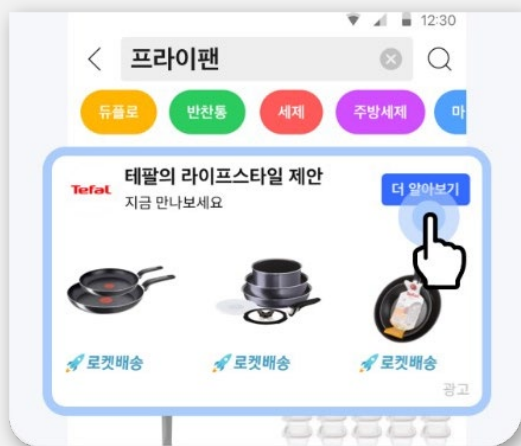 12:30
프라이팬
듀플로 반찬통 세제 주방세제 마
Tefal
테팔의 라이프스타일 제안
지금 만나보세요
더 알아보기
로켓배송 로켓배송 로켓배송
광고